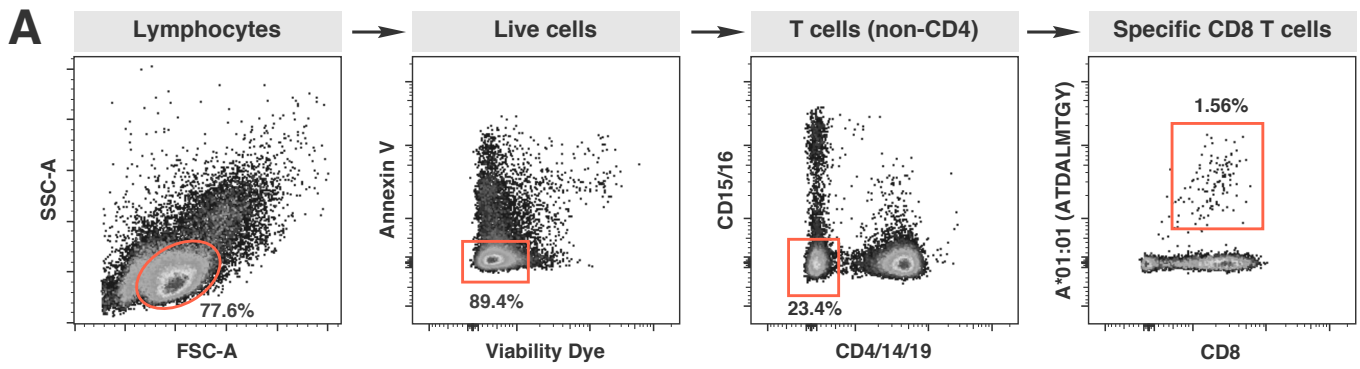 A
Lymphocytes
Live cells
T cells (non-CD4)
Specific CD8 T cells
SSC-A
77.6%
FSC-A
Annexin V
89.4%
Viability Dye
CD15/16
23.4%
CD4/14/19
A*01:01 (ATDALMTGY)
1.56%
CD8